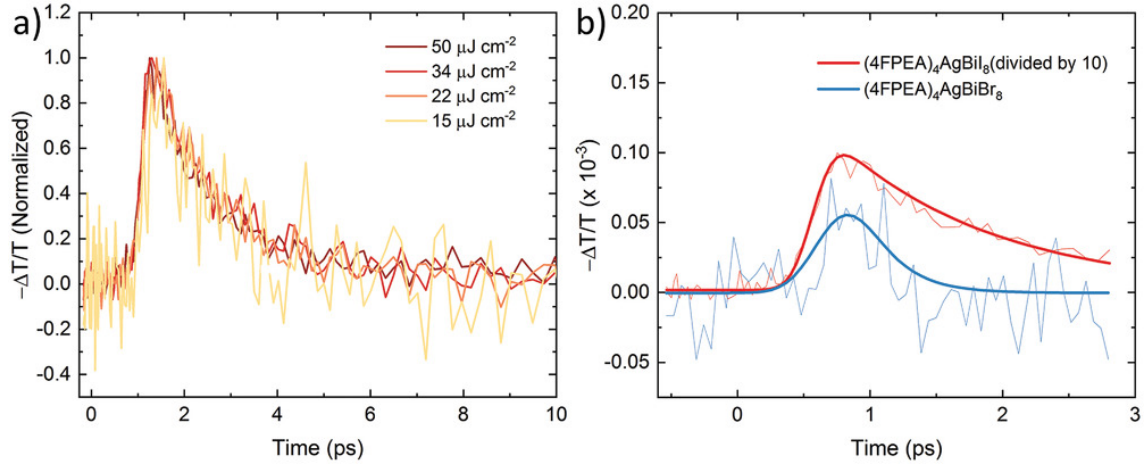 a)
−ΔT/T (Normalized)
1.2
1.0
0.8
0.6
0.4
0.2
0.0
-0.2
-0.4
50 μJ cm-2
34 μJ cm-2
22 μJ cm-2
15 μJ cm-2
0 2 4 6 8 10
Time (ps)
b)
−ΔT/T (x 10-3)
0.20
0.15
0.10
0.05
0.00
-0.05
(4FPEA)4AgBiI8(divided by 10)
(4FPEA)4AgBiBr8
0 1 2 3
Time (ps)